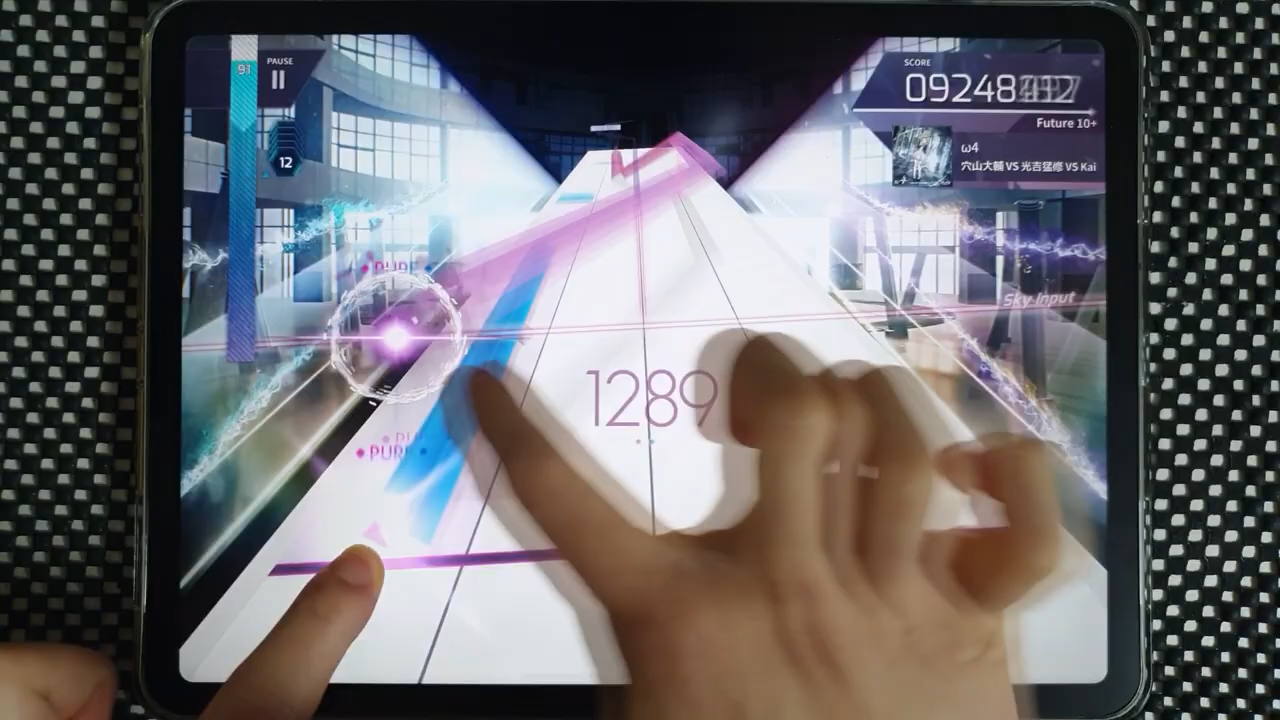 91
PAUSE
12
SCORE
Future 10+
ω4
穴山大輔 VS 光吉猛修 VS Kai
PURE
Sky Input
1289
PURE